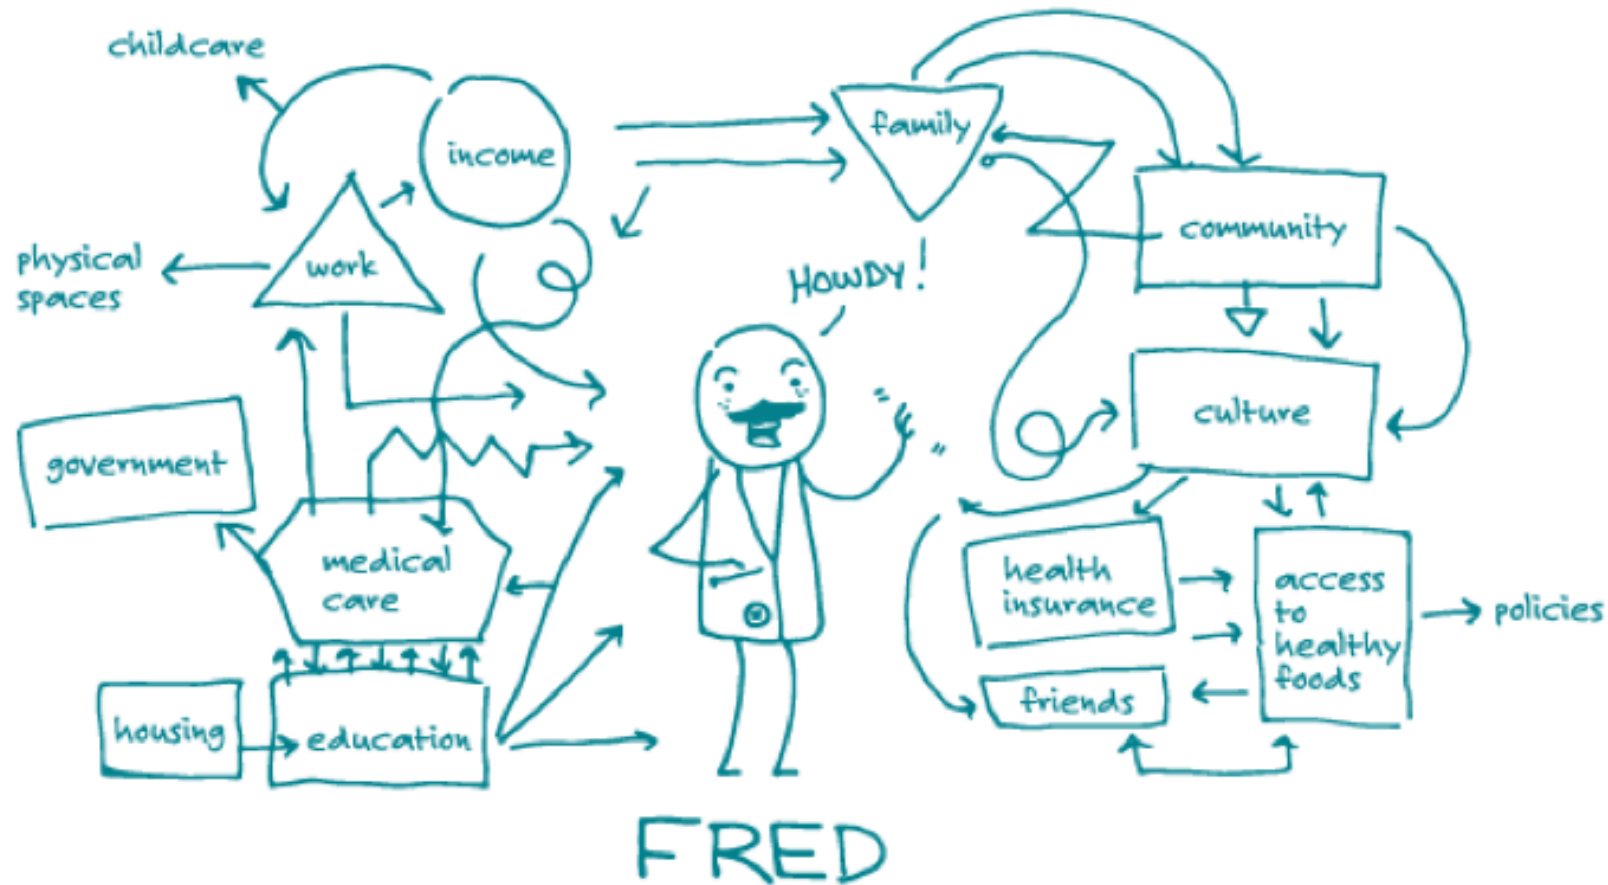 childcare
income
family
work
physical
spaces
community
HOWDY!
government
culture
medical
care
health
insurance
access
to
healthy
foods
policies
friends
housing
education
FRED